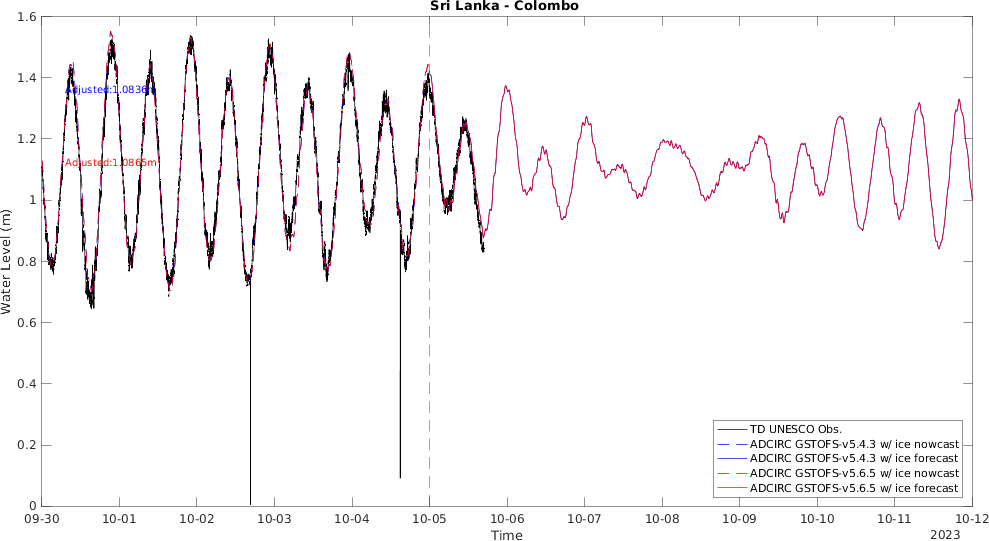 Sri Lanka - Colombo
1.6
1.4
1.2
1
0.8
0.6
0.4
0.2
0
Water Level (m)
Adjusted:1.0836m
Adjusted:1.0865m
TD UNESCO Obs.
ADCIRC GSTOFS-v5.4.3 w/ ice nowcast
ADCIRC GSTOFS-v5.4.3 w/ ice forecast
ADCIRC GSTOFS-v5.6.5 w/ ice nowcast
ADCIRC GSTOFS-v5.6.5 w/ ice forecast
09-30 10-01 10-02 10-03 10-04 10-05 10-06 10-07 10-08 10-09 10-10 10-11 10-12
Time
2023